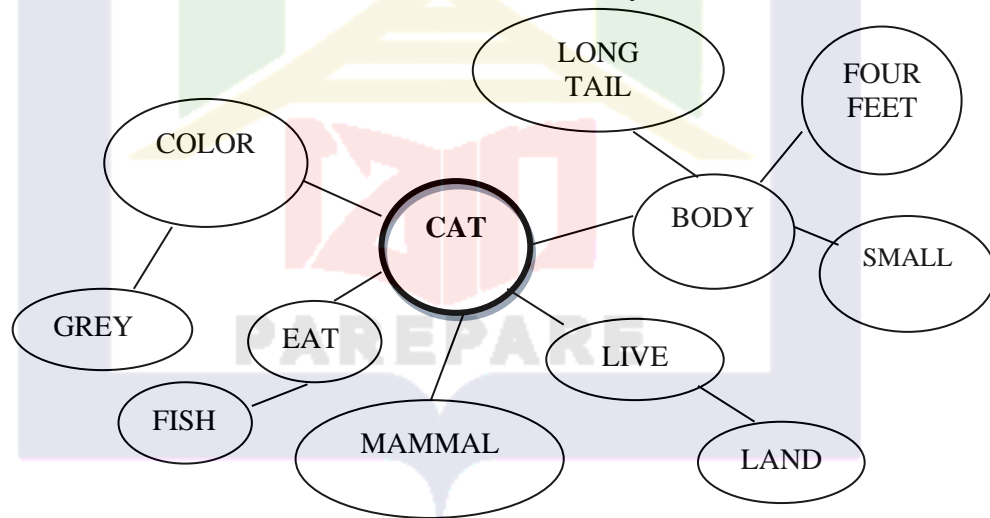 LONG
TAIL
FOUR
FEET
COLOR
CAT
BODY
SMALL
GREY
EAT
LIVE
FISH
MAMMAL
LAND
PAREPARE